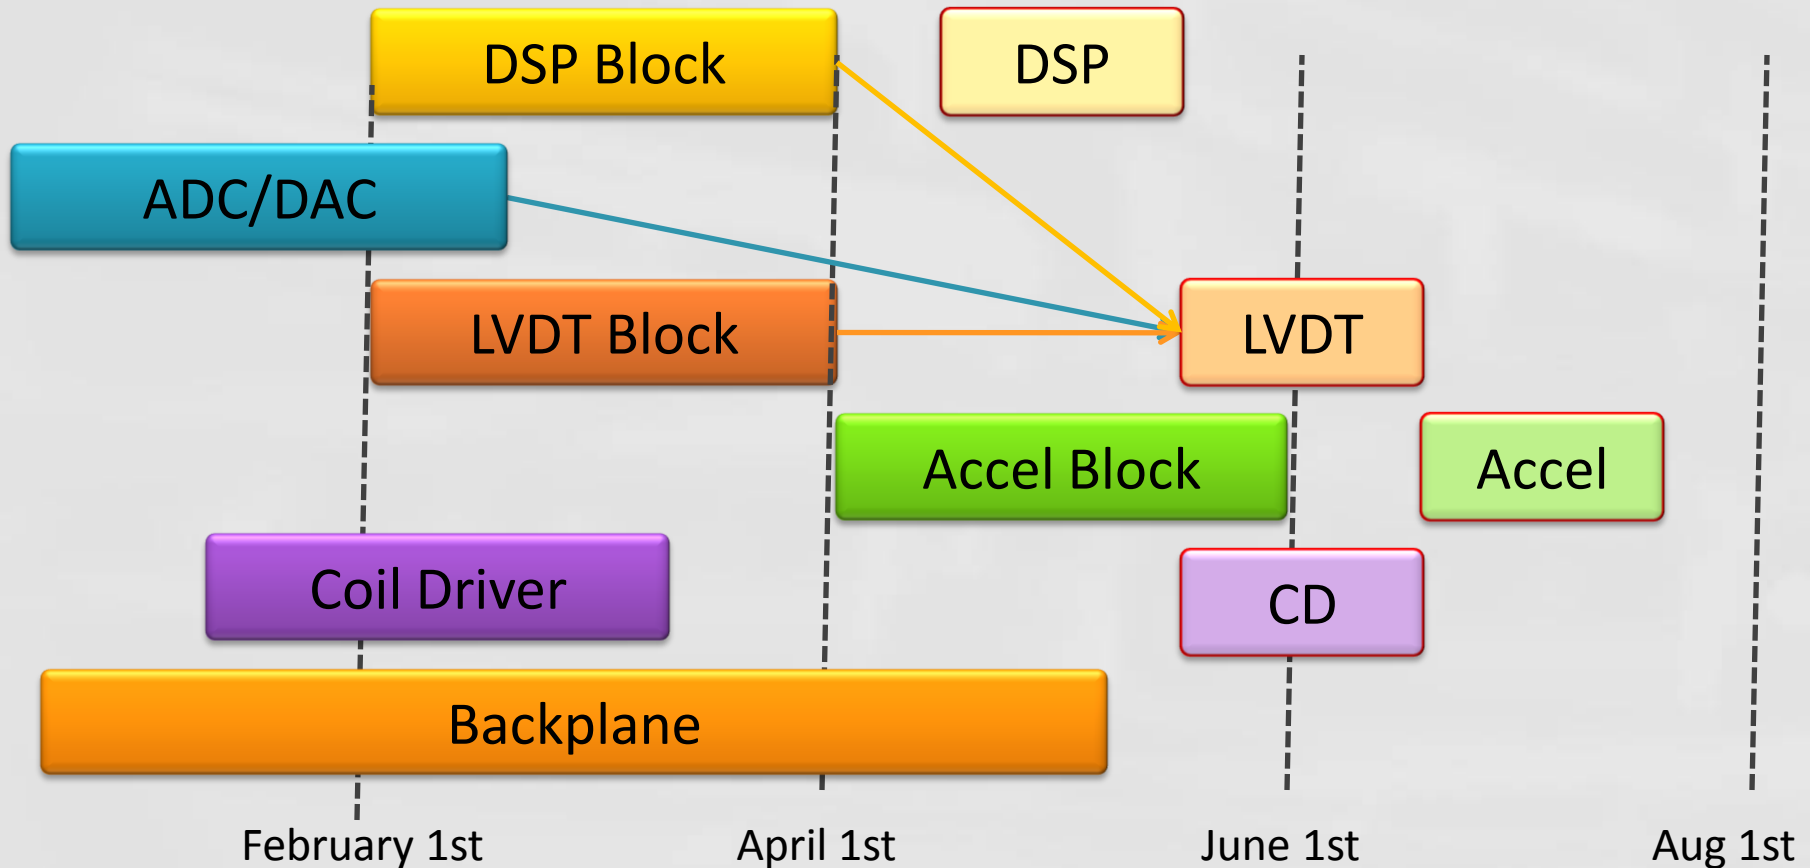 DSP Block
DSP
ADC/DAC
LVDT Block
LVDT
Accel Block
Accel
Coil Driver
CD
Backplane
February 1st
April 1st
June 1st
Aug 1st